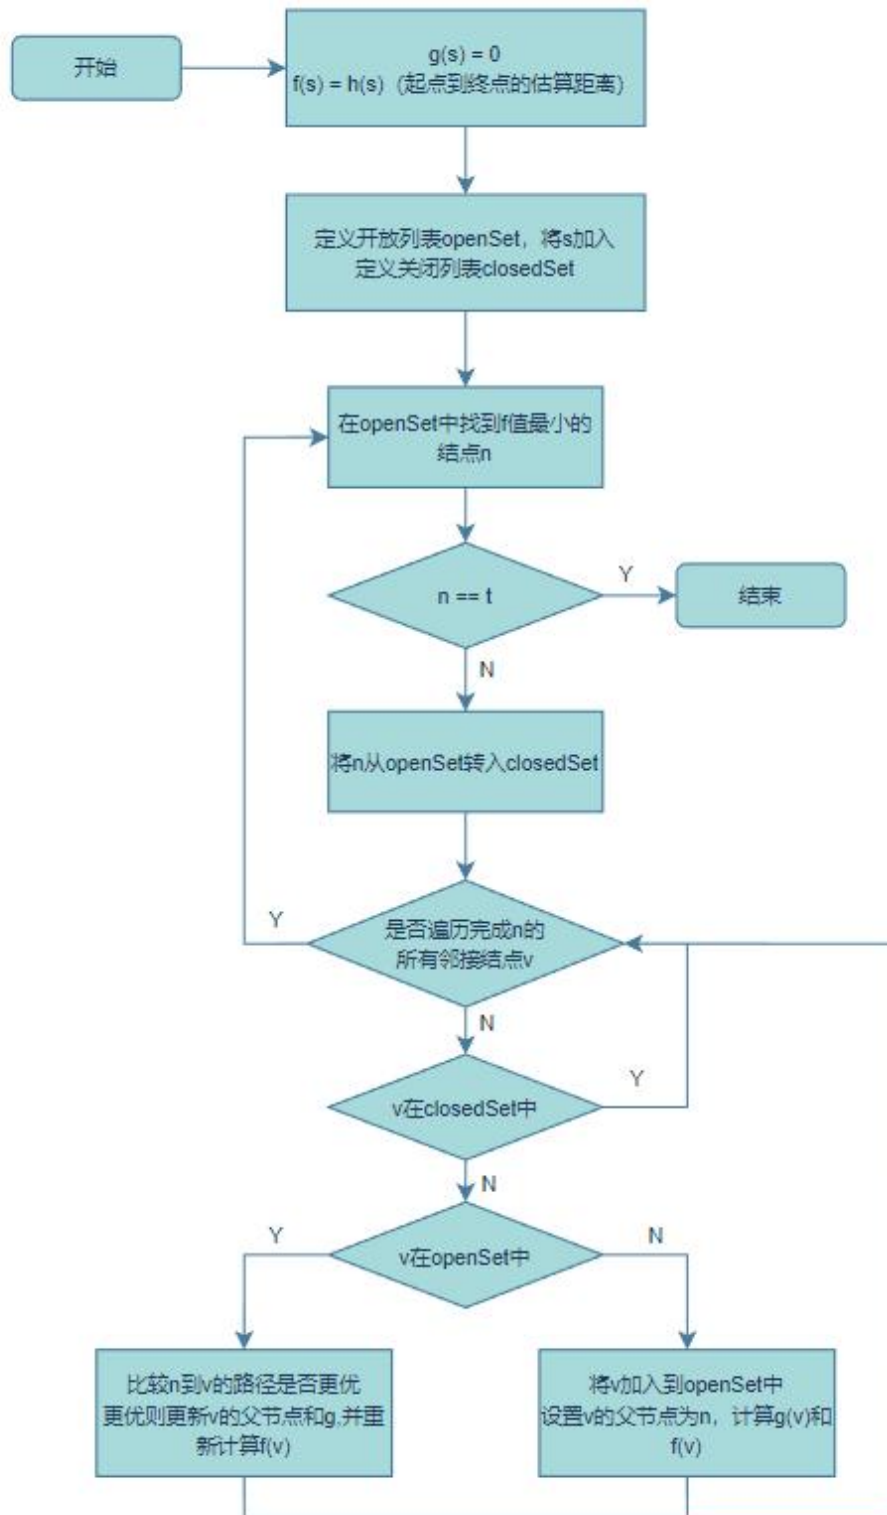 开始
g(s) = 0
f(s) = h(s)（起点到终点的估算距离）
定义开放列表openSet，将s加入
定义关闭列表closedSet
在openSet中找到f值最小的
结点n
n == t
Y
结束
N
将n从openSet转入closedSet
Y
是否遍历完成n的
所有邻接结点v
N
v在closedSet中
Y
N
Y
v在openSet中
N
比较n到v的路径是否更优
更优则更新v的父节点和g,并重
新计算f(v)
将v加入到openSet中
设置v的父节点为n，计算g(v)和
f(v)